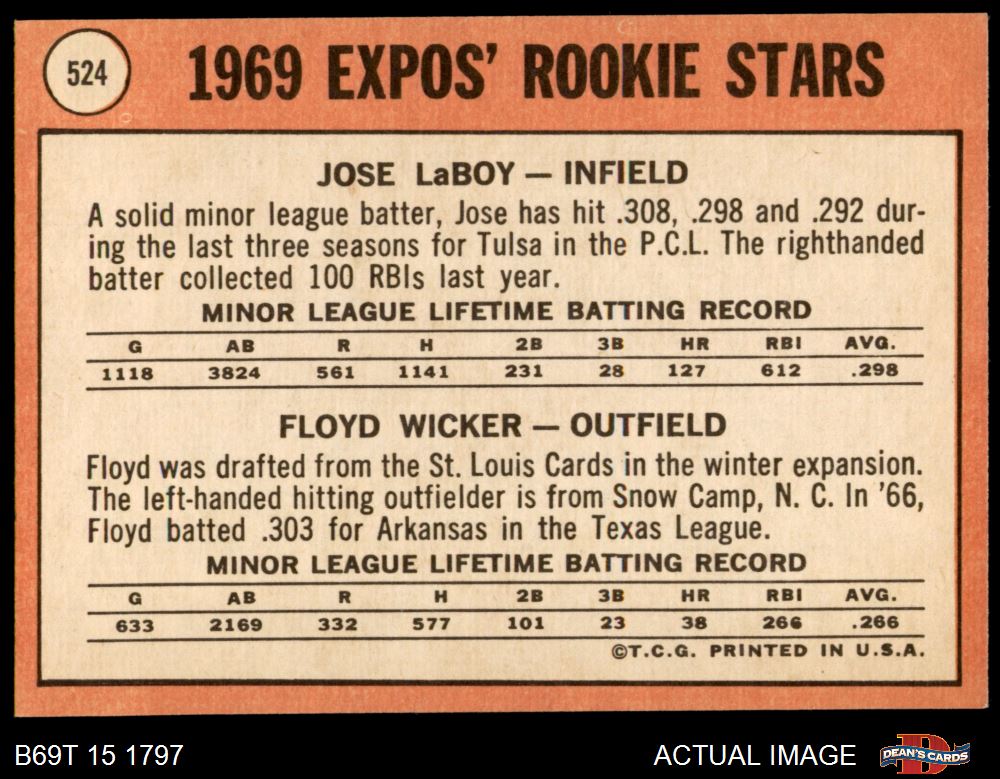 524
1969 EXPOS' ROOKIE STARS
JOSE LaBOY — INFIELD
A solid minor league batter, Jose has hit .308, .298 and .292 dur-
ing the last three seasons for Tulsa in the P.C.L. The righthanded
batter collected 100 RBIs last year.
MINOR LEAGUE LIFETIME BATTING RECORD
G AB R H 2B 3B HR RBI AVG.
1118 3824 561 1141 231 28 127 612 .298
FLOYD WICKER — OUTFIELD
Floyd was drafted from the St. Louis Cards in the winter expansion.
The left-handed hitting outfielder is from Snow Camp, N. C. In '66,
Floyd batted .303 for Arkansas in the Texas League.
MINOR LEAGUE LIFETIME BATTING RECORD
G AB R H 2B 3B HR RBI AVG.
633 2169 332 577 101 23 38 266 .266
©T.C.G. PRINTED IN U.S.A.
B69T 15 1797
ACTUAL IMAGE
D
DEAN'S CARDS